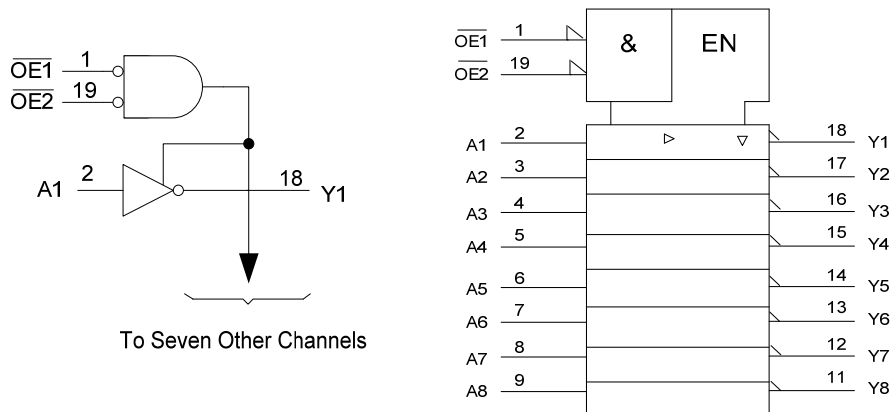 OE1 1
OE2 19
A1 2
18 Y1
To Seven Other Channels
OE1 1
OE2 19
& EN
A1 2 18 Y1
A2 3 17 Y2
A3 4 16 Y3
A4 5 15 Y4
A5 6 14 Y5
A6 7 13 Y6
A7 8 12 Y7
A8 9 11 Y8